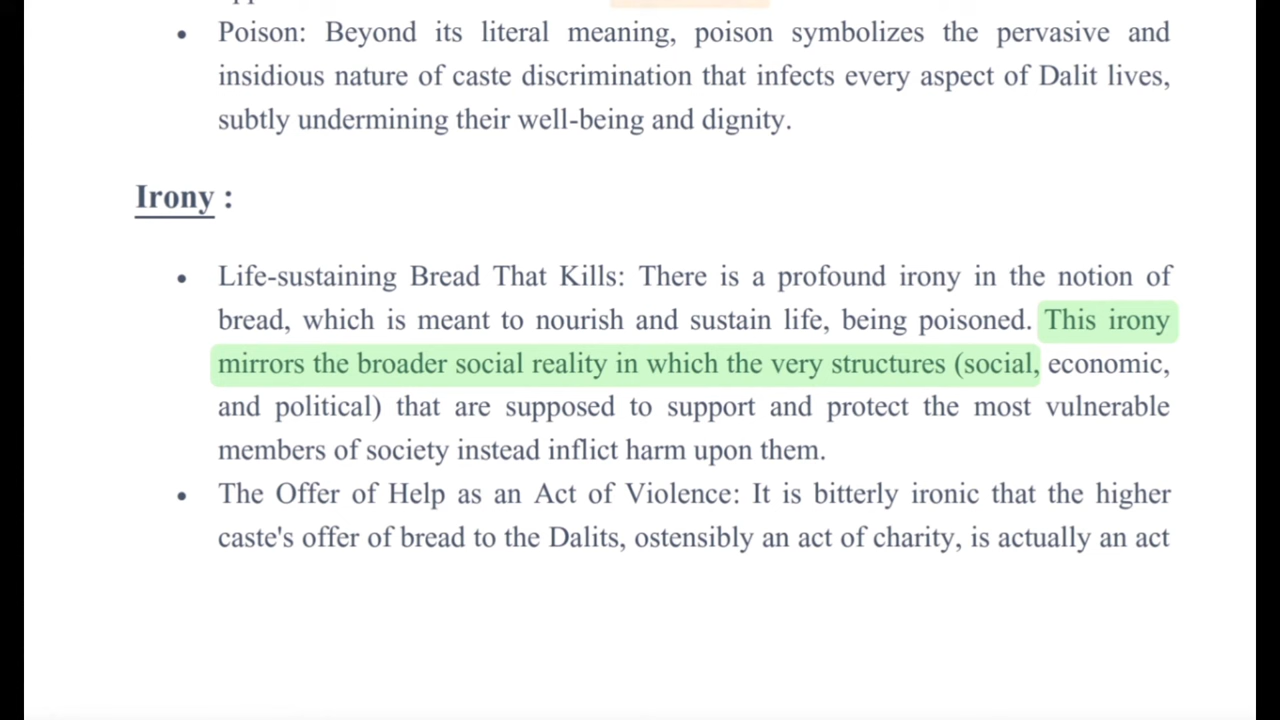 • Poison: Beyond its literal meaning, poison symbolizes the pervasive and
insidious nature of caste discrimination that infects every aspect of Dalit lives,
subtly undermining their well-being and dignity.
Irony :
• Life-sustaining Bread That Kills: There is a profound irony in the notion of
bread, which is meant to nourish and sustain life, being poisoned. This irony
mirrors the broader social reality in which the very structures (social, economic,
and political) that are supposed to support and protect the most vulnerable
members of society instead inflict harm upon them.
• The Offer of Help as an Act of Violence: It is bitterly ironic that the higher
caste's offer of bread to the Dalits, ostensibly an act of charity, is actually an act